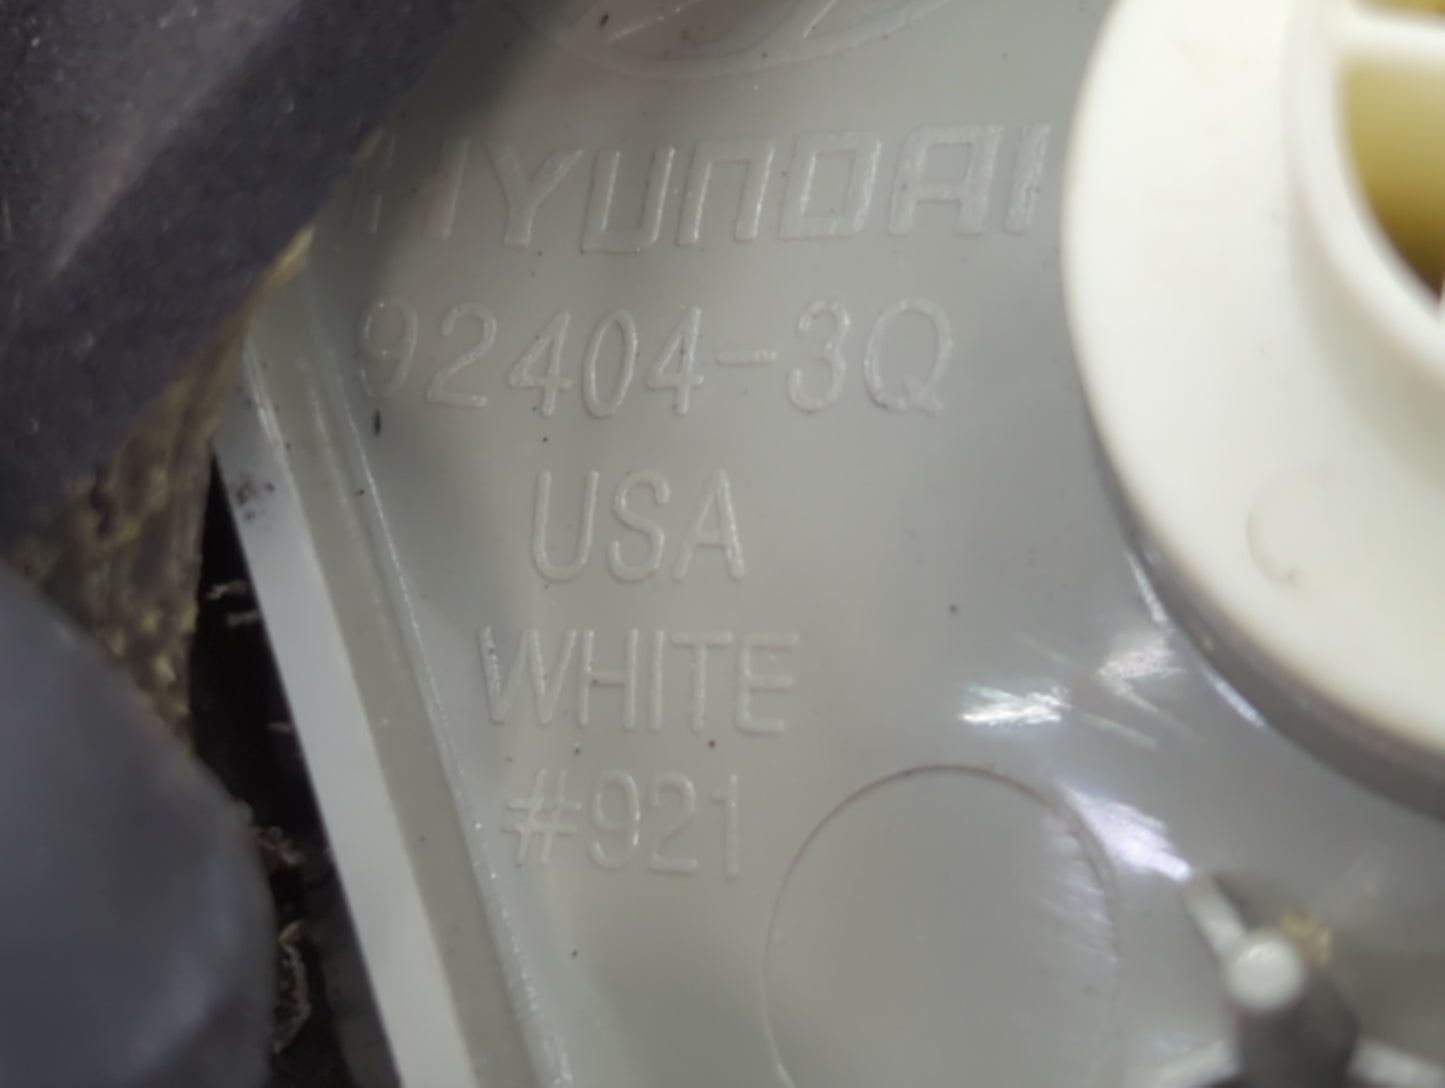 HYUNDAI
92404-3Q
USA
WHITE
#921